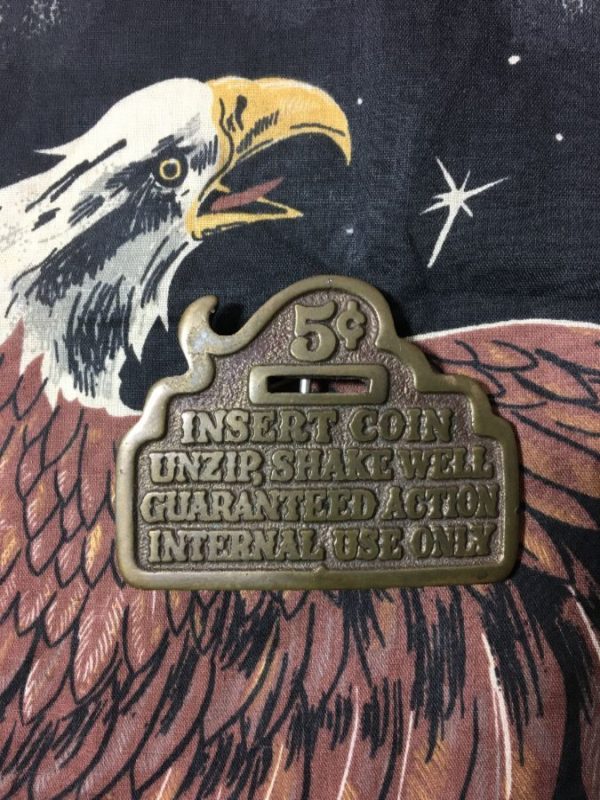 5¢
INSERT COIN
UNZIP, SHAKE WELL
GUARANTEED ACTION
INTERNAL USE ONLY